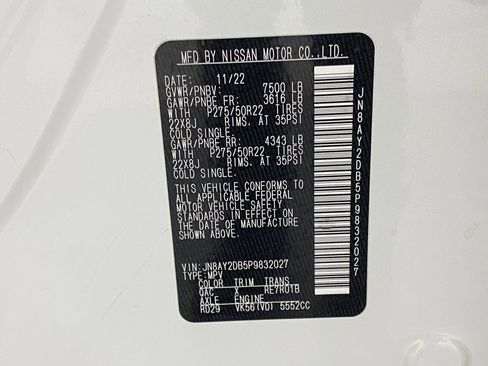 MFD BY NISSAN MOTOR CO.,LTD.
DATE: 11/22
GVWR/PNBV: 7500 LB
GAWR/PNBE FR: 3616 LB
WITH P275/50R22 TIRES
22X8J RIMS. AT 35PSI
COLD SINGLE.
GAWR/PNBE RR: 4343 LB
WITH P275/50R22 TIRES
22X8J RIMS. AT 35PSI
COLD SINGLE.
THIS VEHICLE CONFORMS TO
ALL APPLICABLE FEDERAL
MOTOR VEHICLE SAFETY
STANDARDS IN EFFECT
ON THE DATE OF MANUFACTURE
SHOWN ABOVE.
VIN:JN8AY2DB5P9832027
TYPE:MPV
COLOR TRIM TRANS
QAC X RE7R01B
AXLE ENGINE
RD29 VK56(VD) 5552CC
JN8AY2DB5P9832027